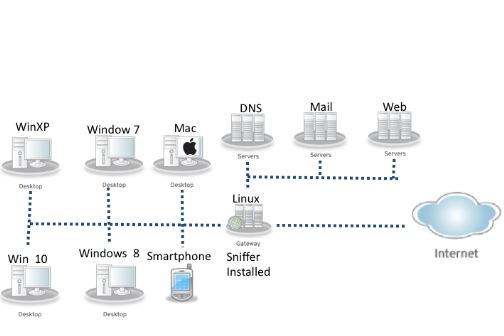 DNS
Mail
Web
WinXP
Window 7
Mac
Servers
Servers
Servers
Desktop
Desktop
Desktop
Linux
Gateway
Internet
Win 10
Windows 8
Smartphone
Sniffer
Installed
Desktop
Desktop